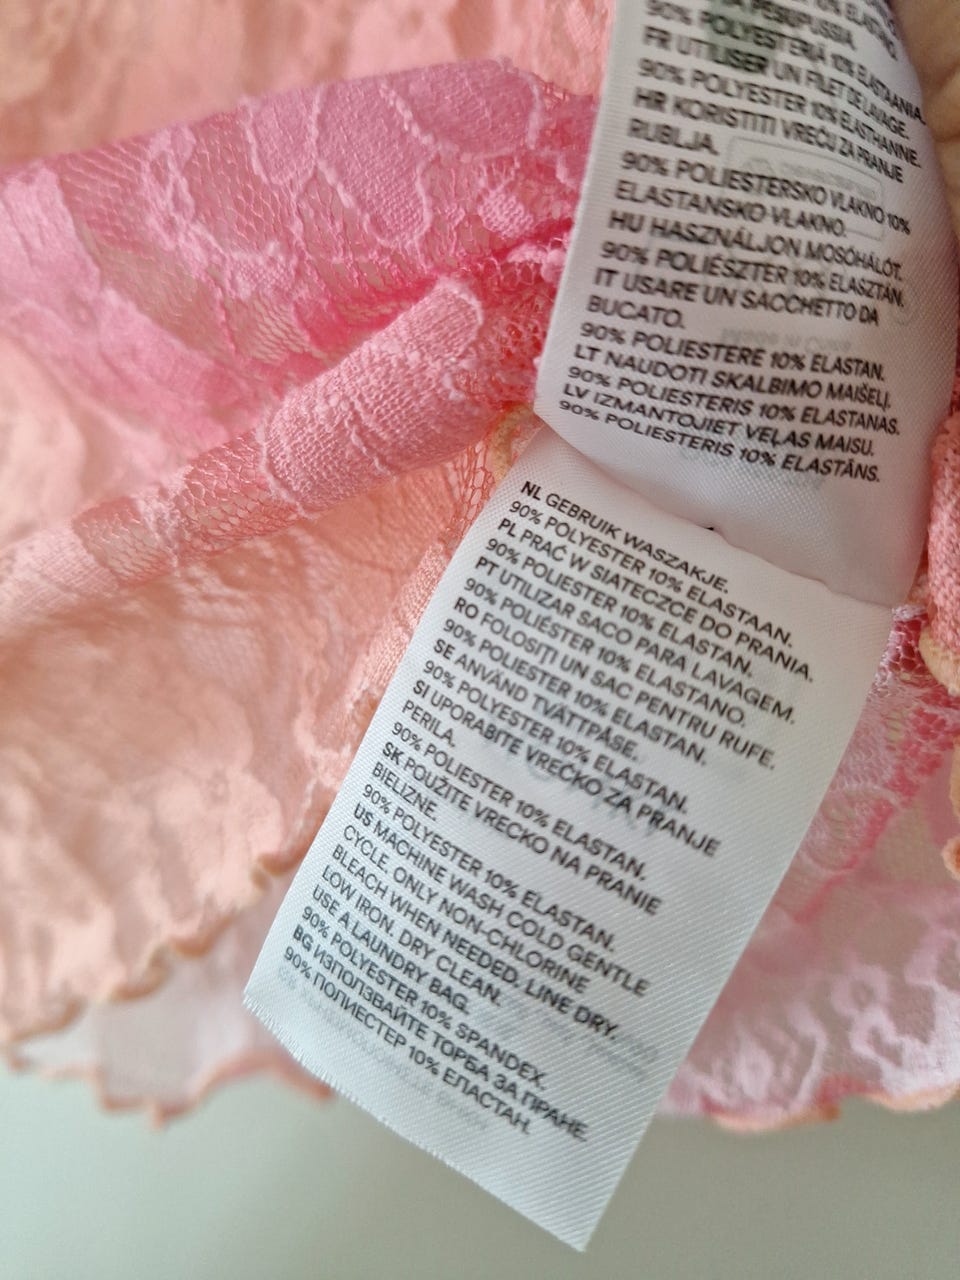 10% ELASTAANO
PESUPUSSIA
90% POLYESTERIÄ 10% ELASTAANIA.
FR UTILISER UN FILET DE LAVAGE.
90% POLYESTER 10% ELASTHANNE.
HR KORISTITI VREĆU ZA PRANJE
RUBLJA.
90% POLIESTERSKO VLAKNO 10%
ELASTANSKO VLAKNO.
HU HASZNÁLJON MOSÓHÁLÓT.
90% POLIÉSZTER 10% ELASZTÁN.
IT USARE UN SACCHETTO DA
BUCATO.
90% POLIESTERE 10% ELASTAN.
LT NAUDOTI SKALBIMO MAIŠELĮ.
90% POLIESTERIS 10% ELASTANAS.
LV IZMANTOJIET VEĻAS MAISU.
90% POLIESTERIS 10% ELASTĀNS.
NL GEBRUIK WASZAKJE.
90% POLYESTER 10% ELASTAAN.
PL PRAĆ W SIATECZCE DO PRANIA.
90% POLIESTER 10% ELASTAN.
PT UTILIZAR SACO PARA LAVAGEM.
90% POLIÉSTER 10% ELASTANO.
RO FOLOSITI UN SAC PENTRU RUFE.
90% POLIESTER 10% ELASTAN.
SE ANVÄND TVÄTTPÅSE.
90% POLYESTER 10% ELASTAN.
SI UPORABITE VREČKO ZA PRANJE
PERILA.
90% POLIESTER 10% ELASTAN.
SK POUŽITE VRECKO NA PRANIE
BIELIZNE.
90% POLYESTER 10% ELASTAN.
US MACHINE WASH COLD GENTLE
CYCLE. ONLY NON-CHLORINE
BLEACH WHEN NEEDED. LINE DRY.
LOW IRON. DRY CLEAN.
USE A LAUNDRY BAG.
90% POLYESTER 10% SPANDEX.
BG ИЗПОЛЗВАЙТЕ ТОРБА ЗА ПРАНЕ.
90% ПОЛИЕСТЕР 10% ЕЛАСТАН.